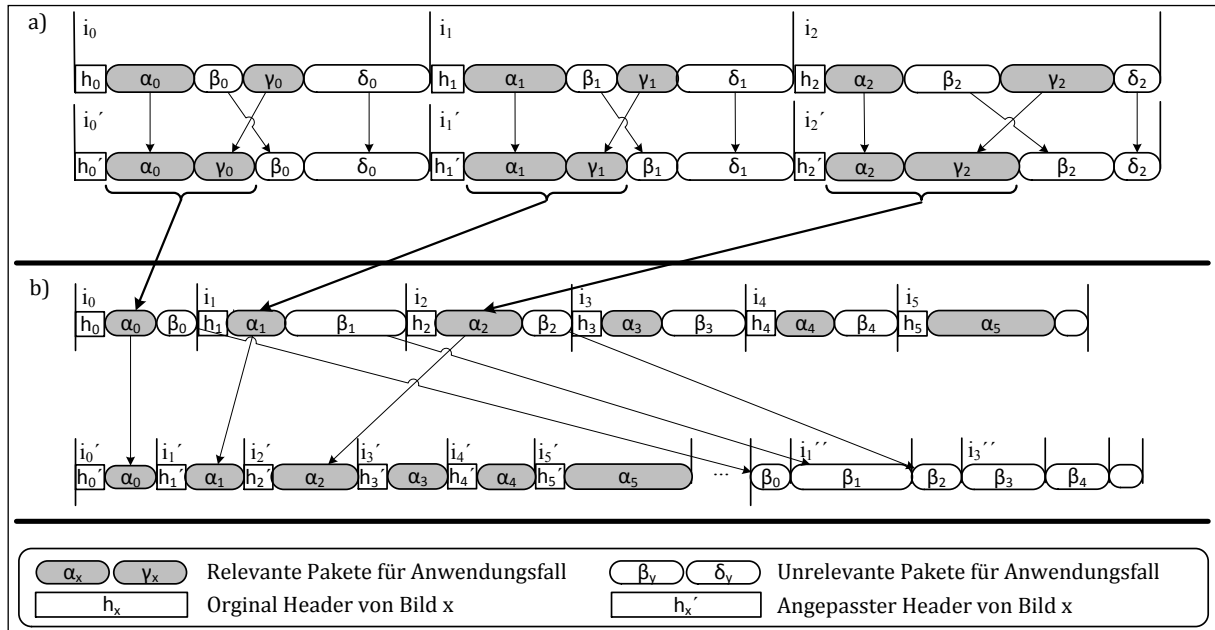 a)
i₀ i₁ i₂
h₀ α₀ β₀ γ₀ δ₀ h₁ α₁ β₁ γ₁ δ₁ h₂ α₂ β₂ γ₂ δ₂
i₀´ i₁´ i₂´
h₀´ α₀ γ₀ β₀ δ₀ h₁´ α₁ γ₁ β₁ δ₁ h₂´ α₂ γ₂ β₂ δ₂
b)
i₀ i₁ i₂ i₃ i₄ i₅
h₀ α₀ β₀ h₁ α₁ β₁ h₂ α₂ β₂ h₃ α₃ β₃ h₄ α₄ β₄ h₅ α₅
i₀´ i₁´ i₂´ i₃´ i₄´ i₅´ i₁´´ i₃´´
h₀´ α₀ h₁´ α₁ h₂´ α₂ h₃´ α₃ h₄´ α₄ h₅´ α₅ ... β₀ β₁ β₂ β₃ β₄
αₓ γₓ Relevante Pakete für Anwendungsfall βᵧ δᵧ Unrelevante Pakete für Anwendungsfall
hₓ Orginal Header von Bild x hₓ´ Angepasster Header von Bild x